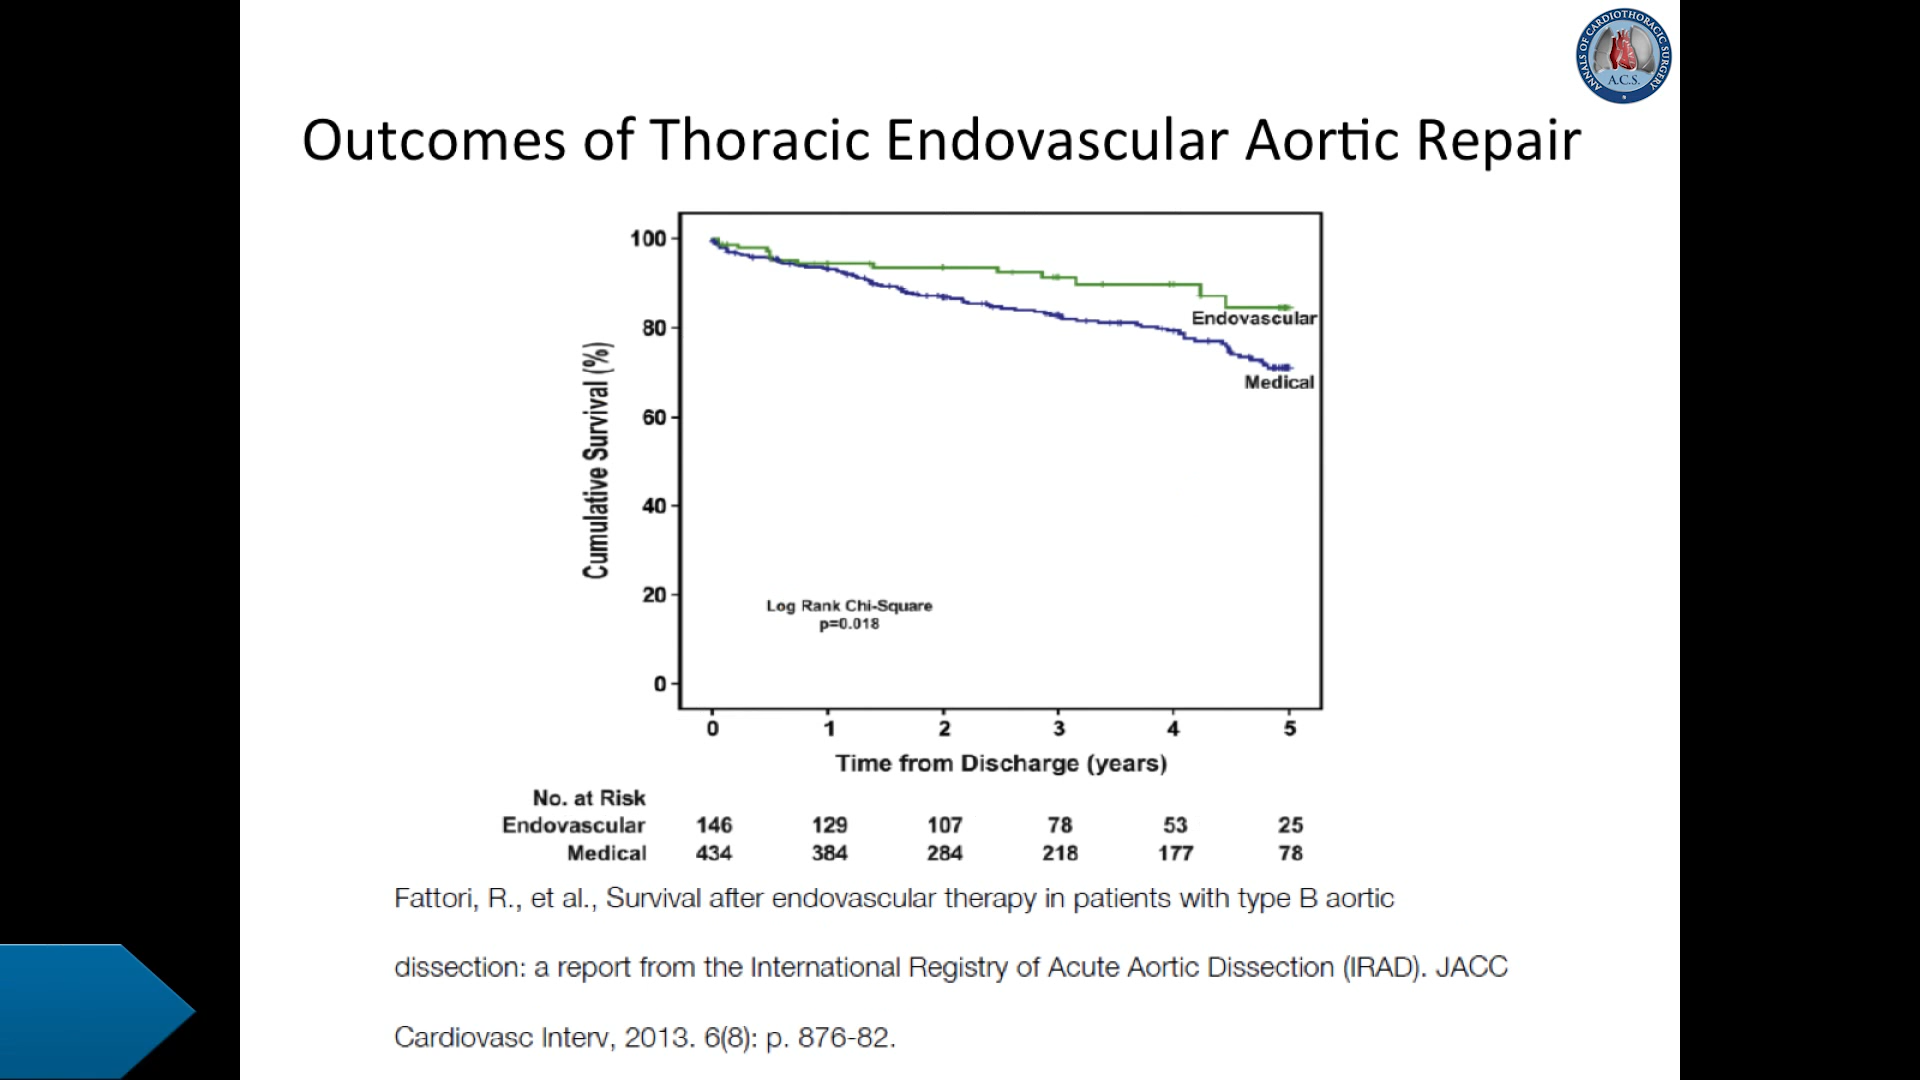 ANNALS OF CARDIOTHORACIC SURGERY
A.C.S.
Outcomes of Thoracic Endovascular Aortic Repair
100
80
60
40
20
0
Cumulative Survival (%)
Endovascular
Medical
Log Rank Chi-Square
p=0.018
0 1 2 3 4 5
Time from Discharge (years)
No. at Risk
Endovascular 146 129 107 78 53 25
Medical 434 384 284 218 177 78
Fattori, R., et al., Survival after endovascular therapy in patients with type B aortic
dissection: a report from the International Registry of Acute Aortic Dissection (IRAD). JACC
Cardiovasc Interv, 2013. 6(8): p. 876-82.